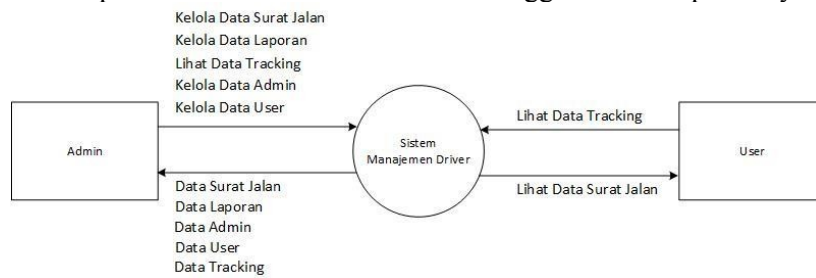 Kelola Data Surat Jalan
Kelola Data Laporan
Lihat Data Tracking
Kelola Data Admin
Kelola Data User
Admin
Sistem
Manajemen Driver
Lihat Data Tracking
User
Lihat Data Surat Jalan
Data Surat Jalan
Data Laporan
Data Admin
Data User
Data Tracking